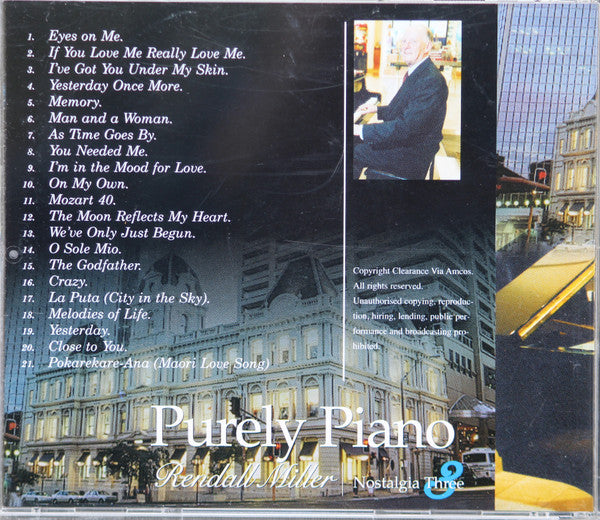 1. Eyes on Me.
2. If You Love Me Really Love Me.
3. I've Got You Under My Skin.
4. Yesterday Once More.
5. Memory.
6. Man and a Woman.
7. As Time Goes By.
8. You Needed Me.
9. I'm in the Mood for Love.
10. On My Own.
11. Mozart 40.
12. The Moon Reflects My Heart.
13. We've Only Just Begun.
14. O Sole Mio.
15. The Godfather.
16. Crazy.
17. La Puta (City in the Sky).
18. Melodies of Life.
19. Yesterday.
20. Close to You.
21. Pokarekare-Ana (Maori Love Song)
Copyright Clearance Via Amcos.
All rights reserved.
Unauthorised copying, reproduc-
tion, hiring, lending, public per-
formance and broadcasting pro-
hibited.
Purely Piano
Rendall Miller
Nostalgia Three
3